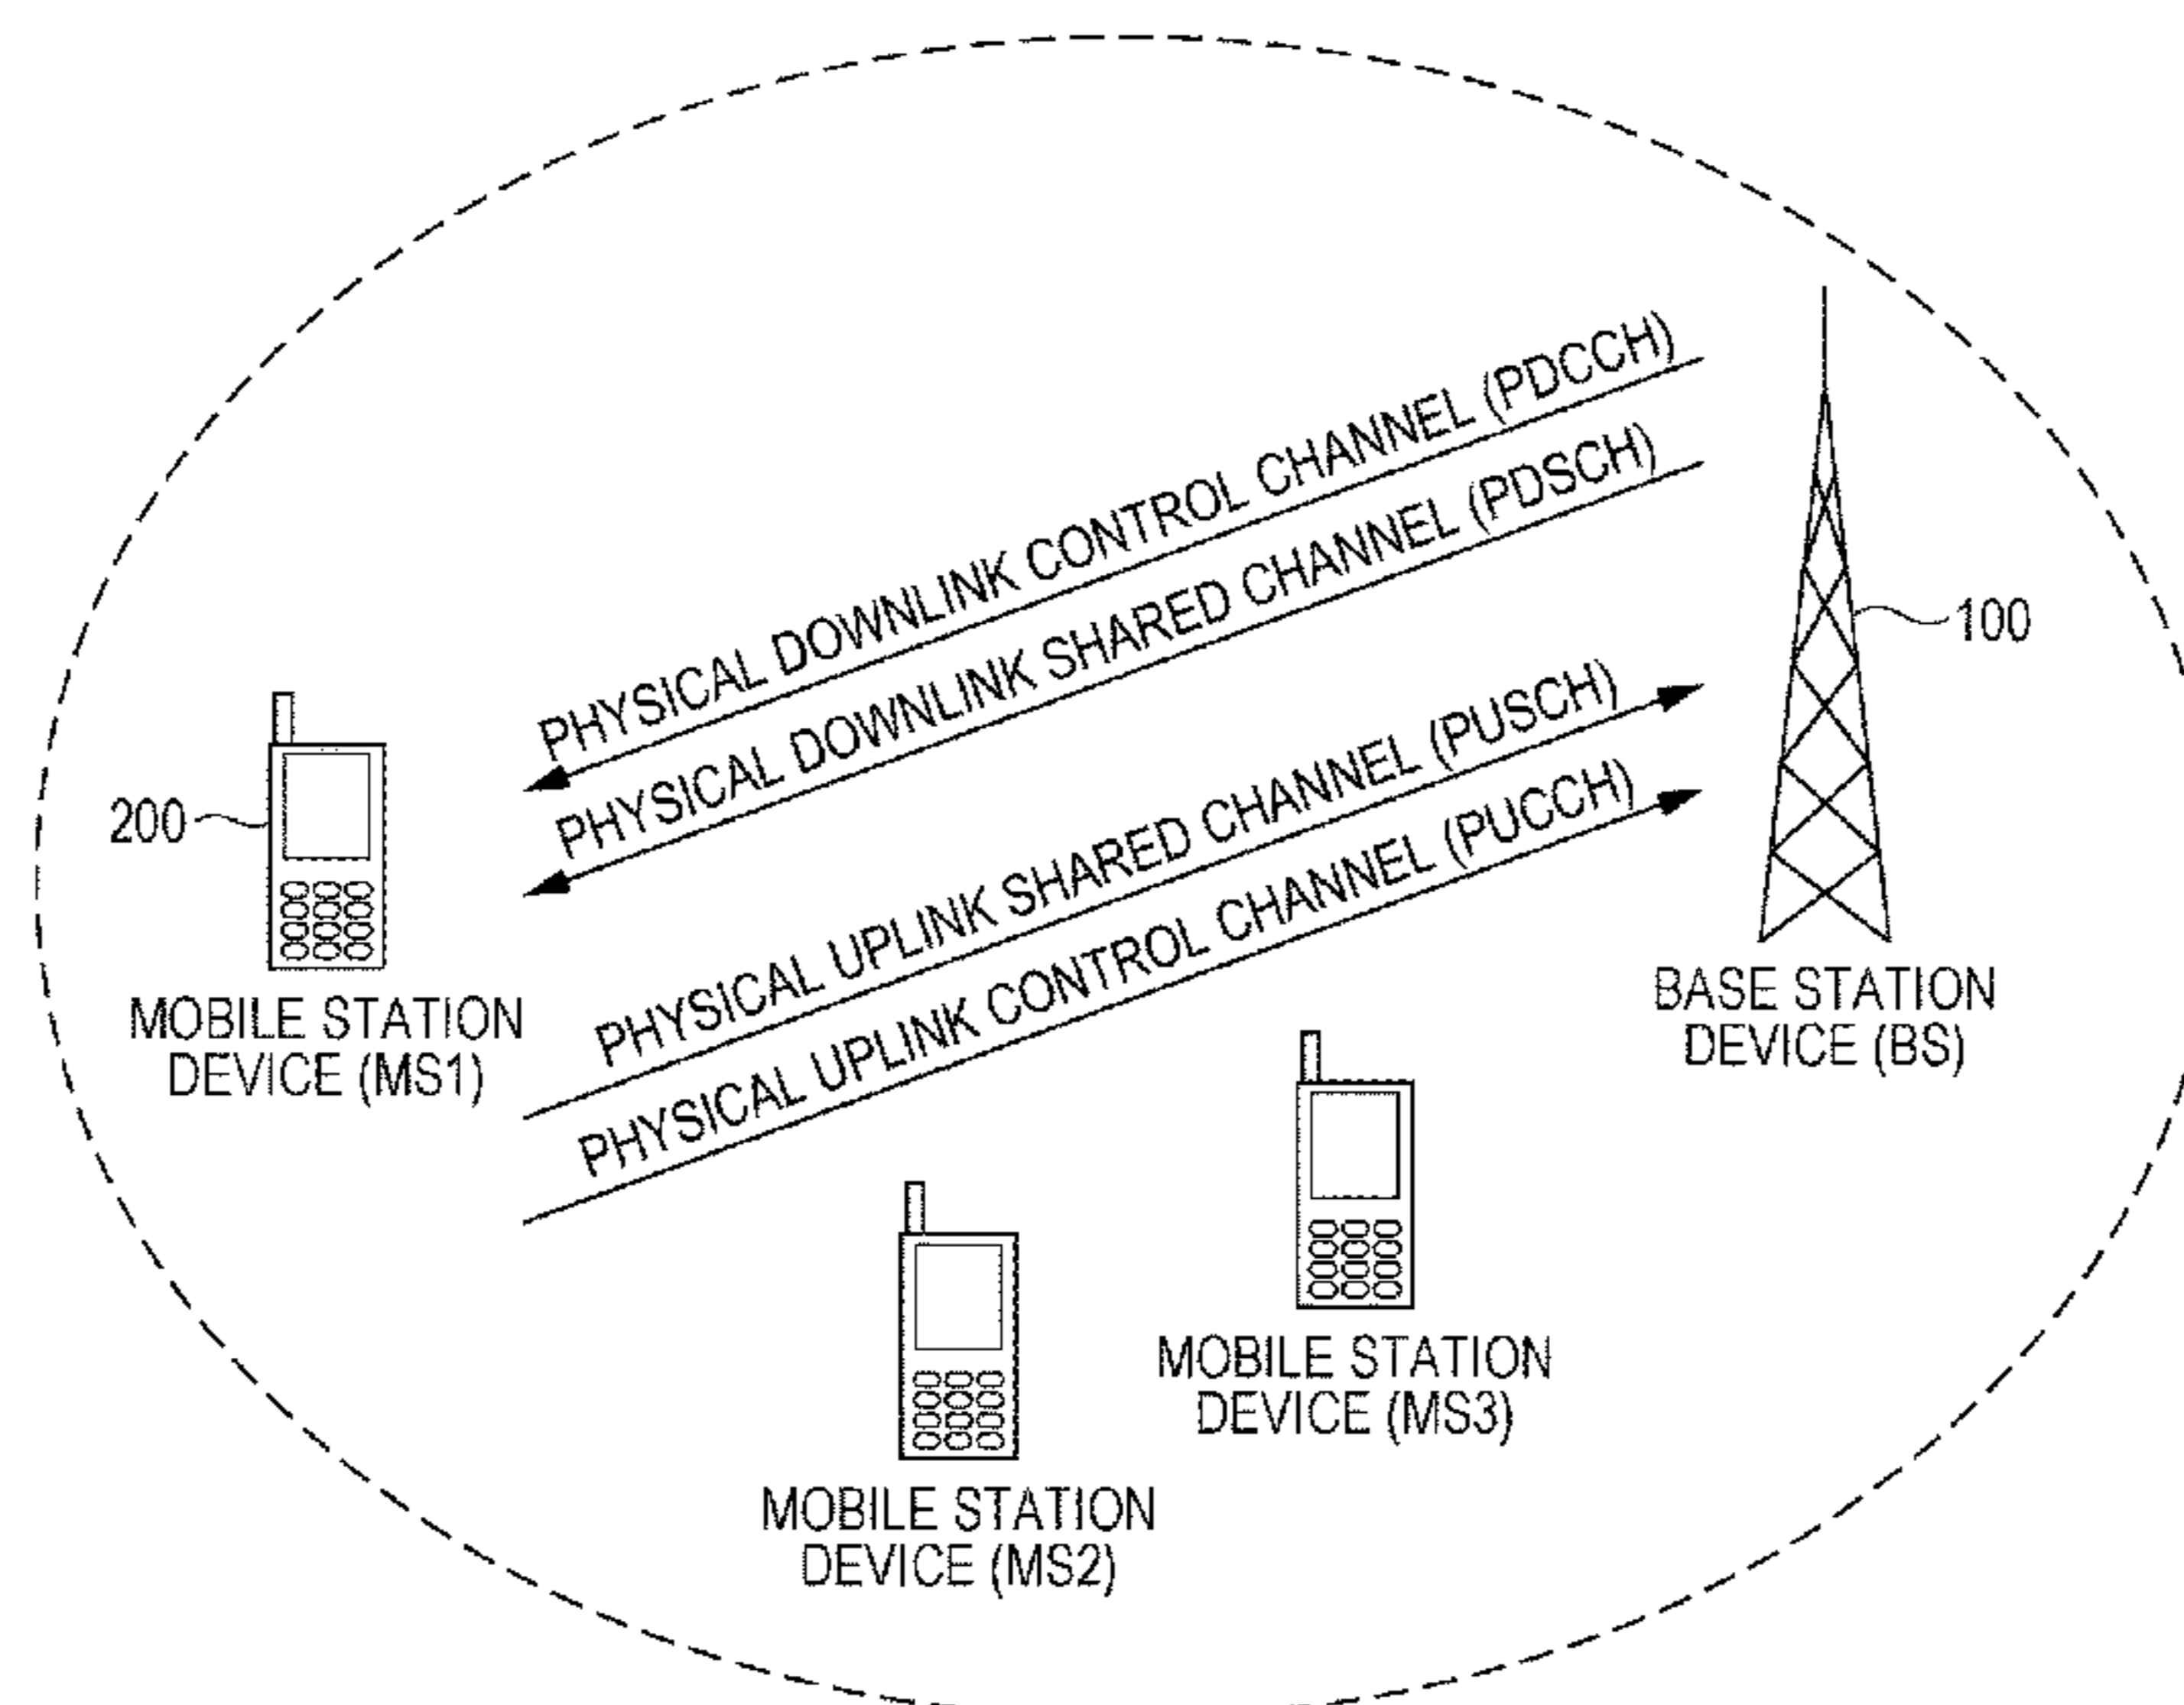 PHYSICAL DOWNLINK CONTROL CHANNEL (PDCCH)
PHYSICAL DOWNLINK SHARED CHANNEL (PDSCH)
PHYSICAL UPLINK SHARED CHANNEL (PUSCH)
PHYSICAL UPLINK CONTROL CHANNEL (PUCCH)
100
200
MOBILE STATION
DEVICE (MS1)
BASE STATION
DEVICE (BS)
MOBILE STATION
DEVICE (MS3)
MOBILE STATION
DEVICE (MS2)